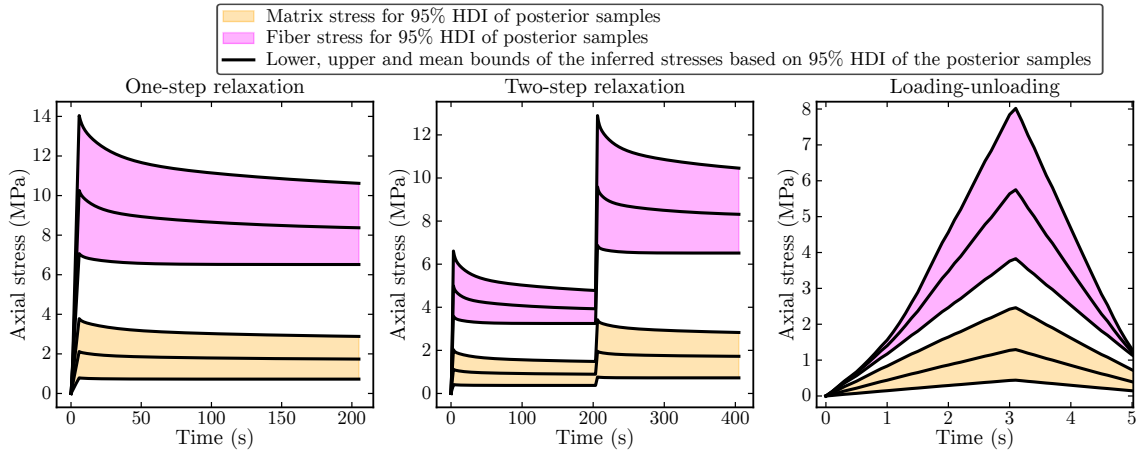 Matrix stress for 95% HDI of posterior samples
Fiber stress for 95% HDI of posterior samples
Lower, upper and mean bounds of the inferred stresses based on 95% HDI of the posterior samples
One-step relaxation
Axial stress (MPa)
14
12
10
8
6
4
2
0
0 50 100 150 200
Time (s)
Two-step relaxation
Axial stress (MPa)
12
10
8
6
4
2
0
0 100 200 300 400
Time (s)
Loading-unloading
Axial stress (MPa)
8
7
6
5
4
3
2
1
0
0 1 2 3 4 5
Time (s)